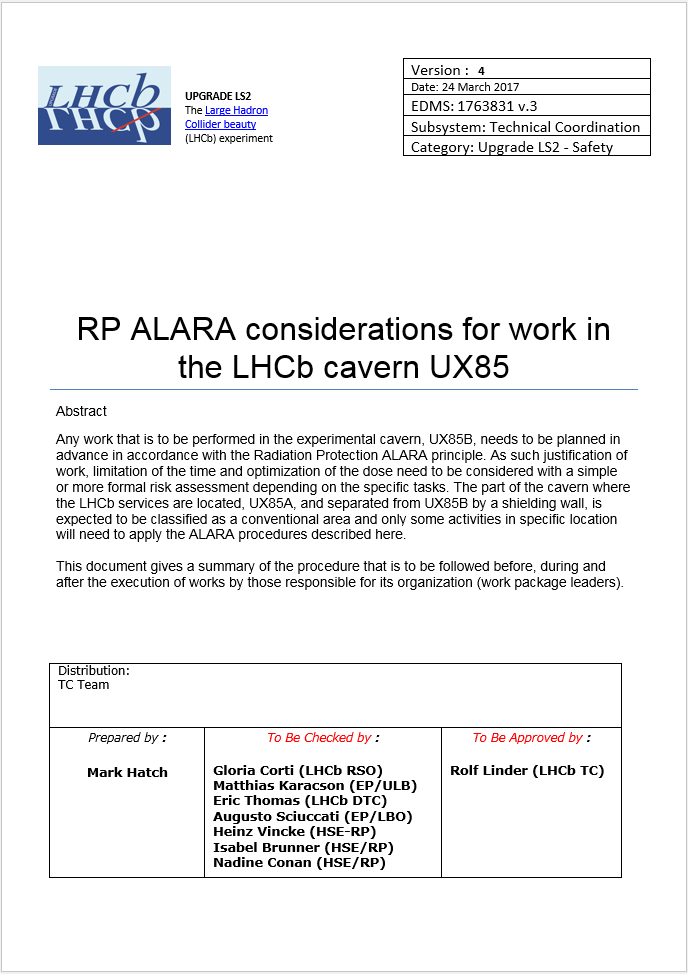 LHCb
LHCp
UPGRADE LS2
The Large Hadron
Collider beauty
(LHCb) experiment
Version : 4
Date: 24 March 2017
EDMS: 1763831 v.3
Subsystem: Technical Coordination
Category: Upgrade LS2 - Safety
RP ALARA considerations for work in
the LHCb cavern UX85
Abstract
Any work that is to be performed in the experimental cavern, UX85B, needs to be planned in
advance in accordance with the Radiation Protection ALARA principle. As such justification of
work, limitation of the time and optimization of the dose need to be considered with a simple
or more formal risk assessment depending on the specific tasks. The part of the cavern where
the LHCb services are located, UX85A, and separated from UX85B by a shielding wall, is
expected to be classified as a conventional area and only some activities in specific location
will need to apply the ALARA procedures described here.
This document gives a summary of the procedure that is to be followed before, during and
after the execution of works by those responsible for its organization (work package leaders).
Distribution:
TC Team
Prepared by :
Mark Hatch
To Be Checked by :
Gloria Corti (LHCb RSO)
Matthias Karacson (EP/ULB)
Eric Thomas (LHCb DTC)
Augusto Sciuccati (EP/LBO)
Heinz Vincke (HSE-RP)
Isabel Brunner (HSE/RP)
Nadine Conan (HSE/RP)
To Be Approved by :
Rolf Linder (LHCb TC)